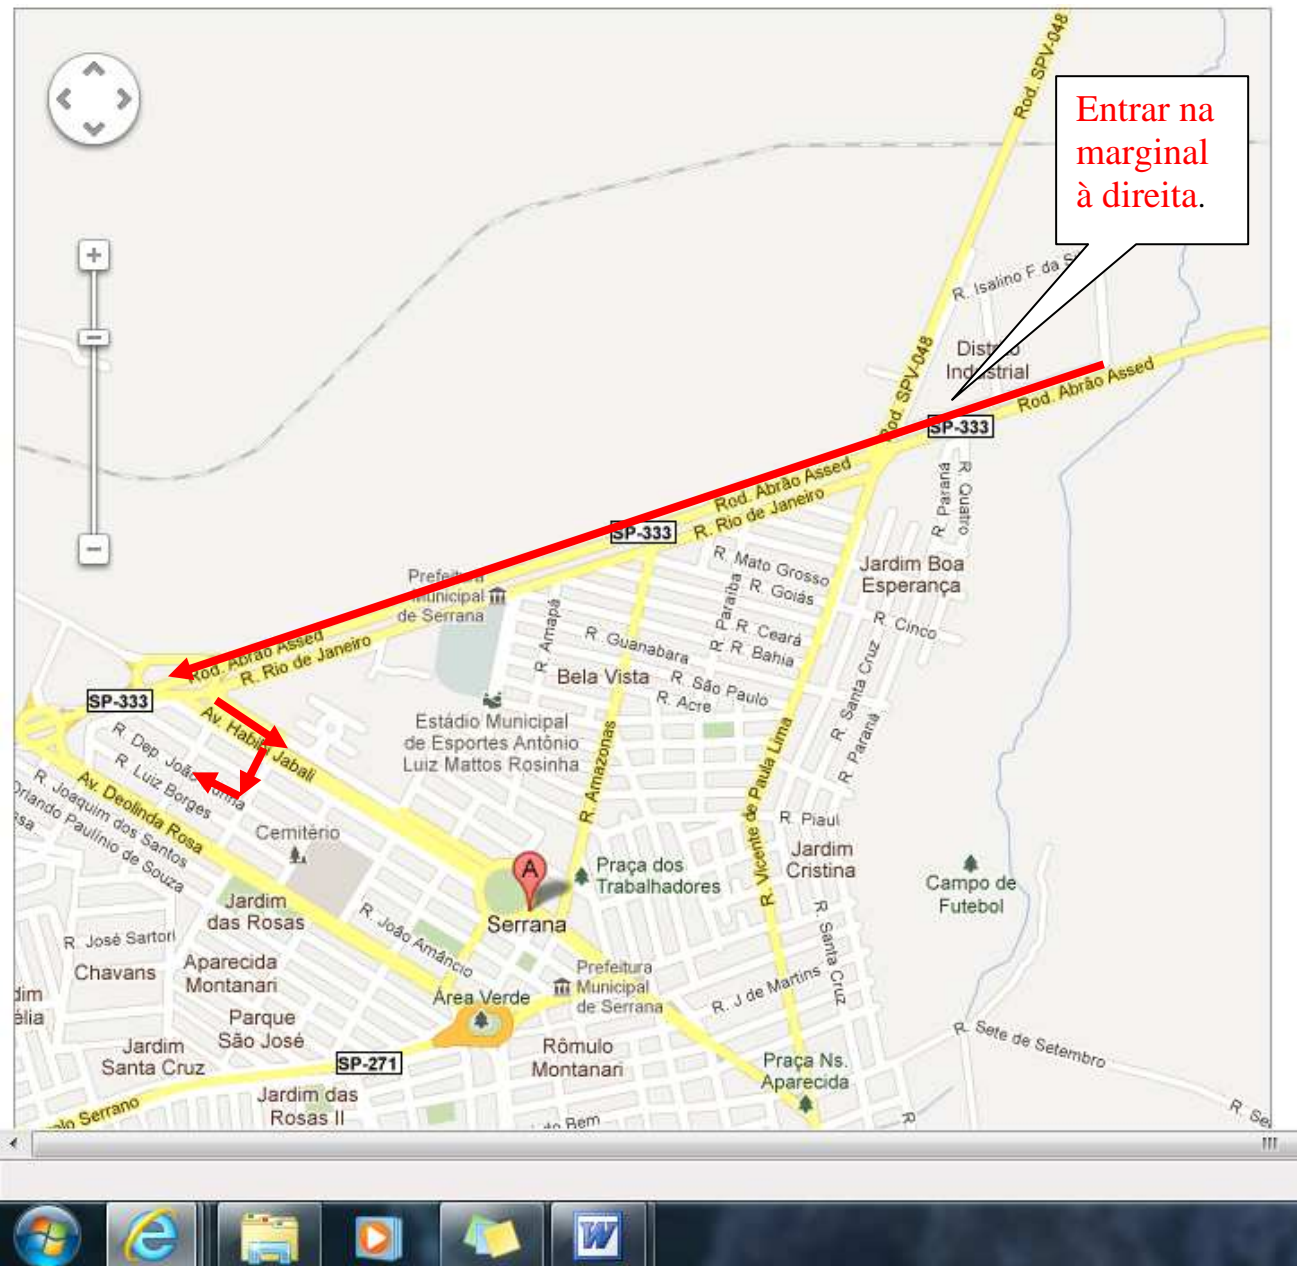 Rod. SPV-048
Entrar na
marginal
à direita.
R. Isalino F da
Rod. SPV-048
Distrito
Industrial
Rod. Abrão Assed
SP-333
R. Paraná
R. Quatro
Rod. Abrão Assed
R. Rio de Janeiro
SP-333
R. Mato Grosso
R. Goiás
Jardim Boa
Esperança
Prefeitura
Municipal
de Serrana
R. Amapá
R. Paraíba
R. Ceará
R. Cinco
R. Guanabara
R. Bahia
Rod. Abrão Assed
R. Rio de Janeiro
Bela Vista
R. São Paulo
R. Acre
R. Santa Cruz
R. Paraná
SP-333
Av. Habib Jabali
Estádio Municipal
de Esportes Antônio
Luiz Mattos Rosinha
R. Amazonas
R. Vicente de Paula Lima
R. Dep. João Cunha
R. Luiz Borges
Av. Deolinda Rosa
R. Joaquim dos Santos
Orlando Paulínio de Souza
Cemitério
R. Piauí
Jardim
Cristina
A
Praça dos
Trabalhadores
Campo de
Futebol
Jardim
das Rosas
R. João Amâncio
Serrana
R. Santa Cruz
R. José Sartori
Chavans
Aparecida
Montanari
Prefeitura
Municipal
de Serrana
R. J de Martins
Área Verde
Parque
São José
Jardim
Santa Cruz
SP-271
Rômulo
Montanari
R. Sete de Setembro
Praça Ns.
Aparecida
Jardim das
Rosas II
Serrano
Bem
R.
R.
W